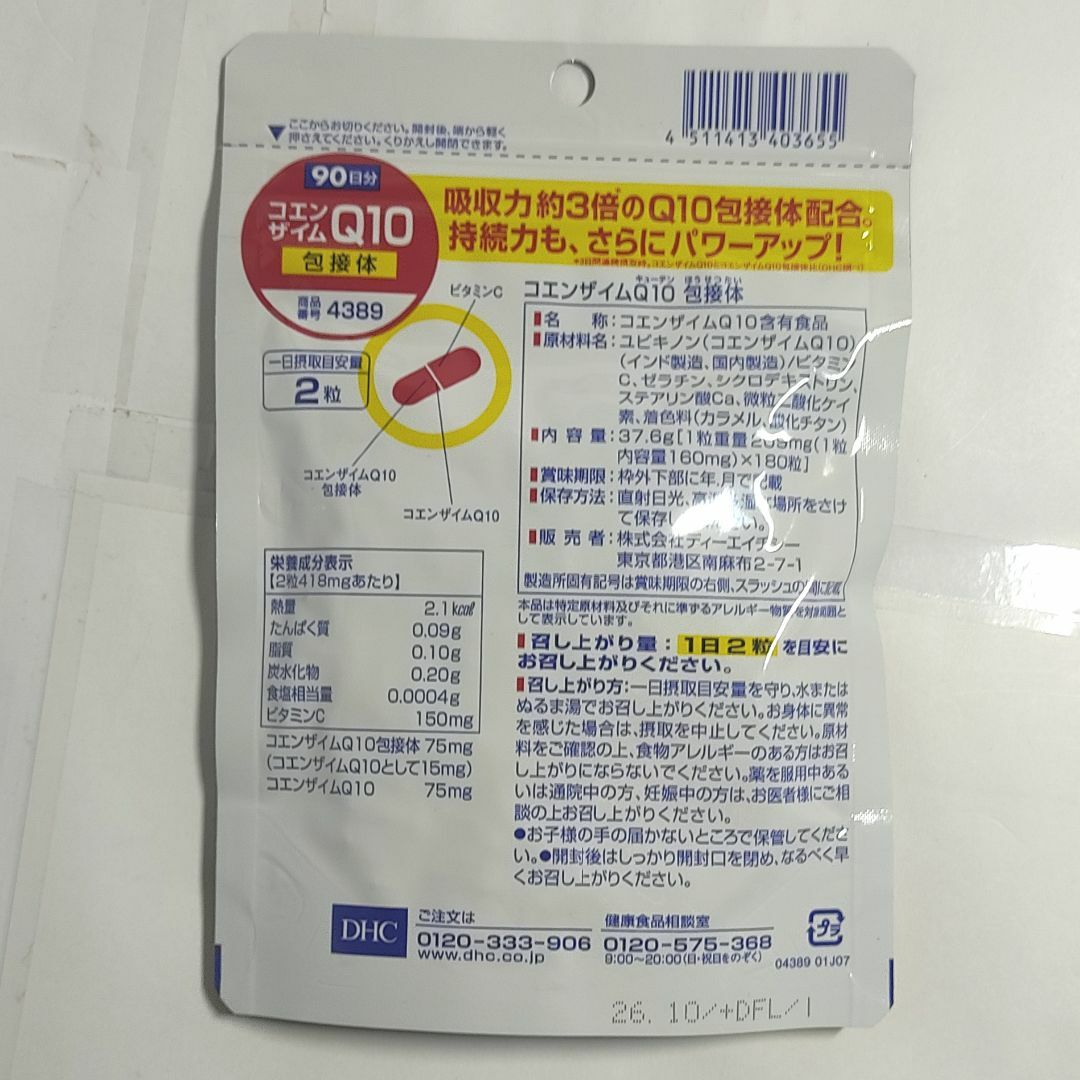 ここからお切りください。開封後、端から軽く
押さえてください。くりかえし開閉できます。
4 511413 403655
90日分
コエン
ザイム Q10
包接体
商品
番号 4389
吸収力約3倍*のQ10包接体配合。
持続力も、さらにパワーアップ!
一日摂取目安量
2粒
ビタミンC
コエンザイムQ10
包接体
コエンザイムQ10
キューテン ほうせつたい
コエンザイムQ10 包接体
名 称:コエンザイムQ10含有食品
原材料名:ユビキノン(コエンザイムQ10)
(インド製造、国内製造)/ビタミン
C、ゼラチン、シクロデキストリン、
ステアリン酸Ca、微粒二酸化ケイ
素、着色料(カラメル、酸化チタン)
内容量:37.6g[1粒重量209mg(1粒
内容量160mg)×180粒]
賞味期限:枠外下部に年、月で記載
保存方法:直射日光、高温 場所をさけ
て保存し ください。
販売者:株式会社ディーエイチシー
東京都港区南麻布2-7-1
製造所固有記号は賞味期限の右側、スラッシュの 記載
本品は特定原材料及びそれに準ずるアレルギー物質を対象範囲と
して表示しています。
栄養成分表示
【2粒418mgあたり】
熱量 2.1kcal
たんぱく質 0.09g
脂質 0.10g
炭水化物 0.20g
食塩相当量 0.0004g
ビタミンC 150mg
コエンザイムQ10包接体 75mg
(コエンザイムQ10として15mg)
コエンザイムQ10 75mg
召し上がり量:1日2粒を目安に
お召し上がりください。
召し上がり方:一日摂取目安量を守り、水または
ぬるま湯でお召し上がりください。お身体に異常
を感じた場合は、摂取を中止してください。原材
料をご確認の上、食物アレルギーのある方はお召
し上がりにならないでください。薬を服用中ある
いは通院中の方、妊娠中の方は、お医者様にご相
談の上お召し上がりください。
●お子様の手の届かないところで保管してくださ
い。●開封後はしっかり開封口を閉め、なるべく早
くお召し上がりください。
DHC
ご注文は
0120-333-906
www.dhc.co.jp
健康食品相談室
0120-575-368
9:00〜20:00(日・祝日をのぞく)
プラ
04389 01J07
26. 10/+DFL/1